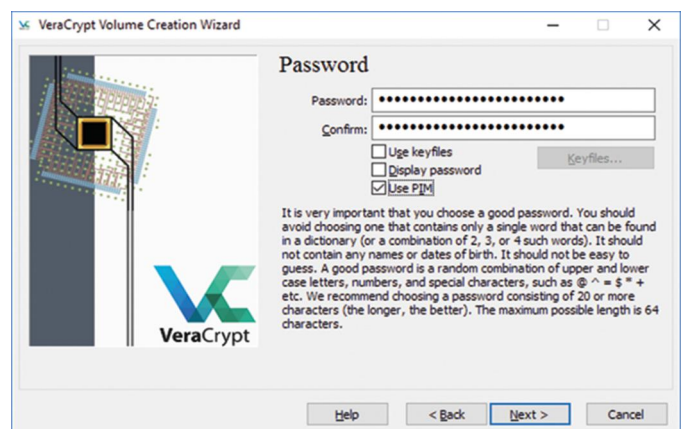 VeraCrypt Volume Creation Wizard
Password
Password:
Confirm:
Use keyfiles
Keyfiles...
Display password
Use PIM
It is very important that you choose a good password. You should
avoid choosing one that contains only a single word that can be found
in a dictionary (or a combination of 2, 3, or 4 such words). It should
not contain any names or dates of birth. It should not be easy to
guess. A good password is a random combination of upper and lower
case letters, numbers, and special characters, such as @ ^ = $ * +
etc. We recommend choosing a password consisting of 20 or more
characters (the longer, the better). The maximum possible length is 64
characters.
VeraCrypt
Help
< Back
Next >
Cancel